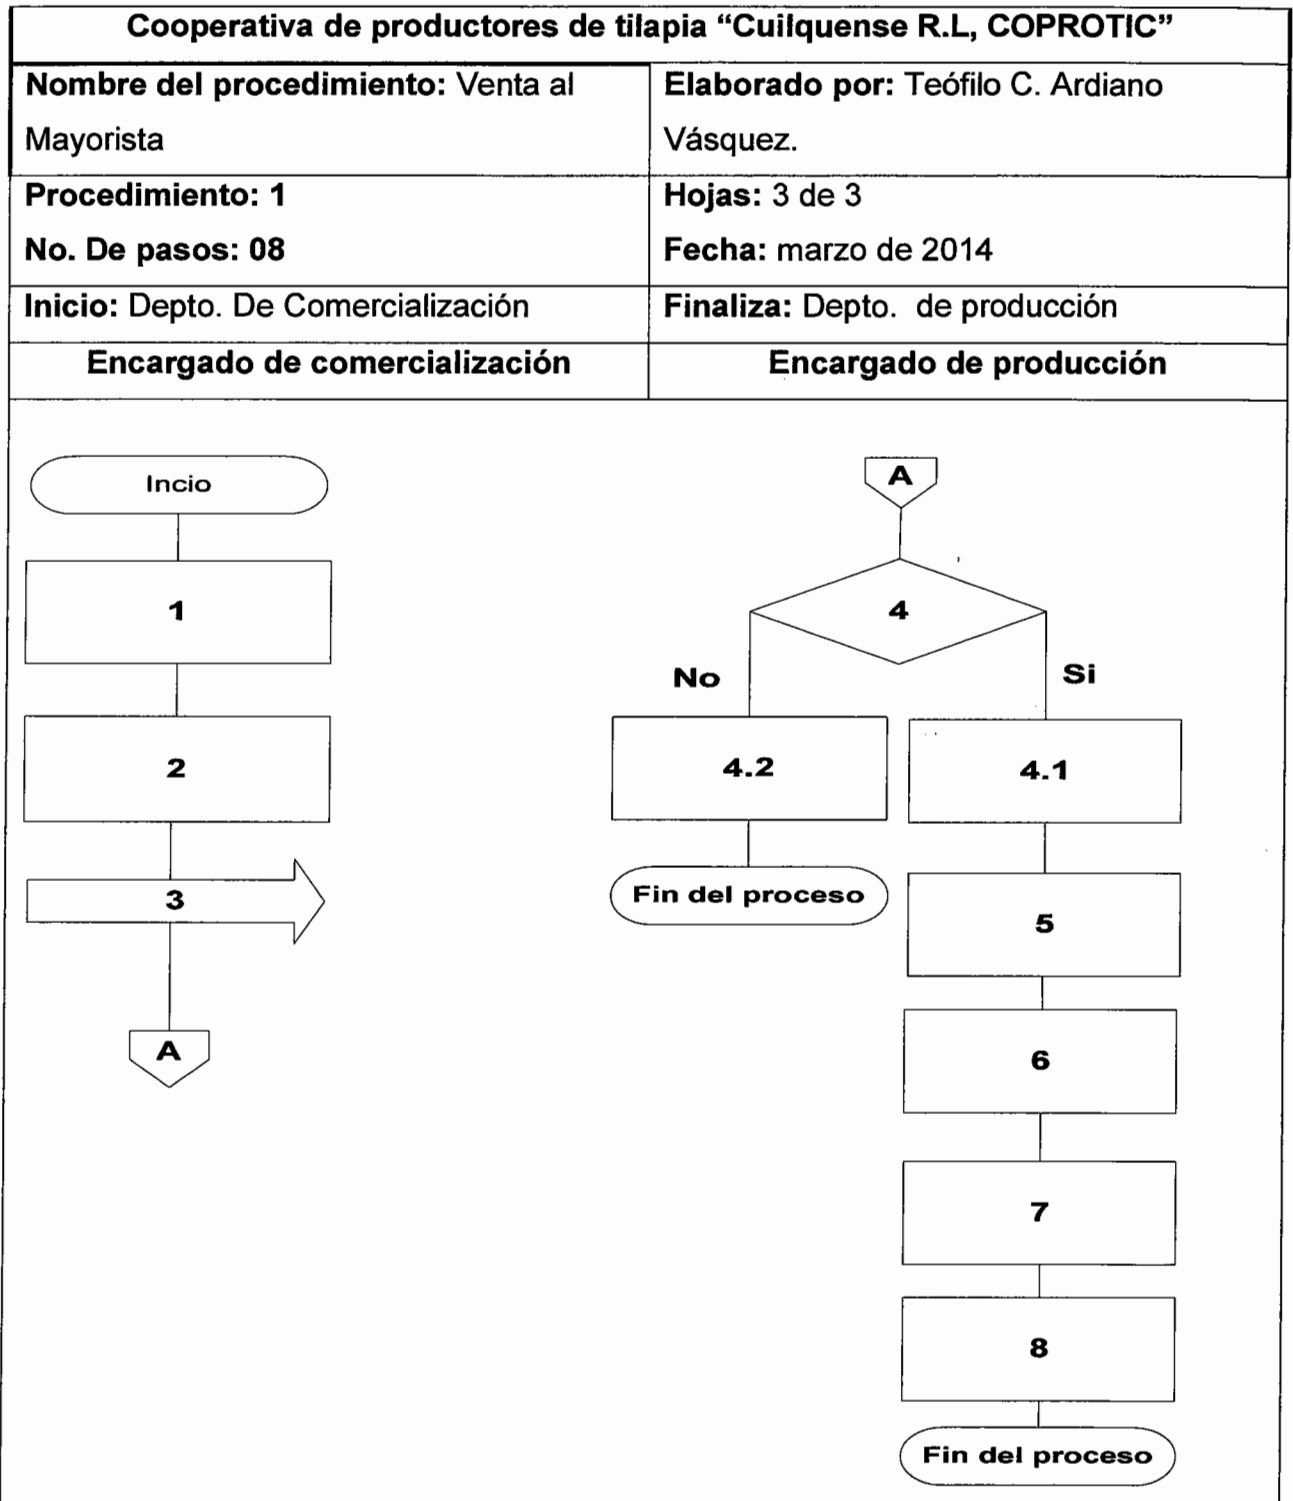 Cooperativa de productores de tilapia “Cuilquense R.L, COPROTIC”
Nombre del procedimiento: Venta al
Mayorista
Elaborado por: Teófilo C. Ardiano
Vásquez.
Procedimiento: 1
No. De pasos: 08
Hojas: 3 de 3
Fecha: marzo de 2014
Inicio: Depto. De Comercialización
Finaliza: Depto. de producción
Encargado de comercialización
Encargado de producción
Incio
1
2
3
A
A
4
No
Si
4.2
4.1
Fin del proceso
5
6
7
8
Fin del proceso